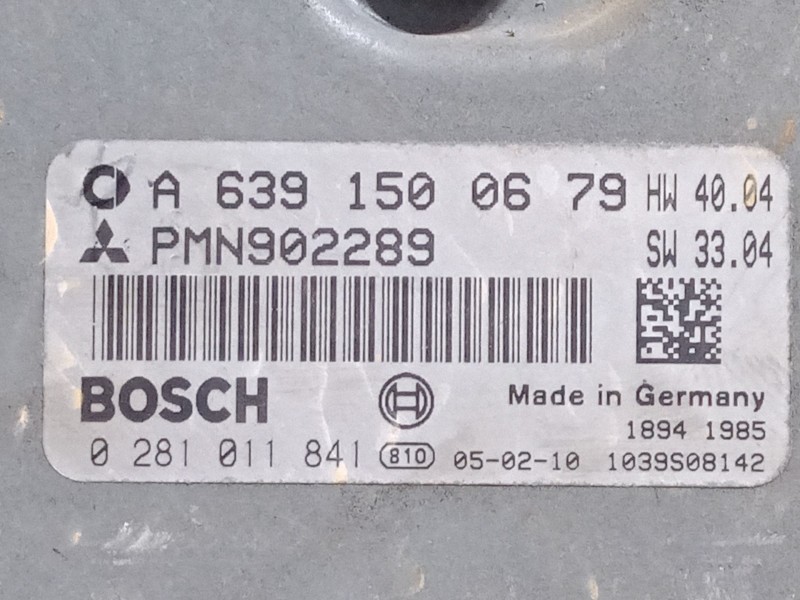 A 639 150 06 79 HW 40.04
PMN902289 SW 33.04
BOSCH Made in Germany
1894 1985
0 281 011 841 810 05-02-10 1039S08142